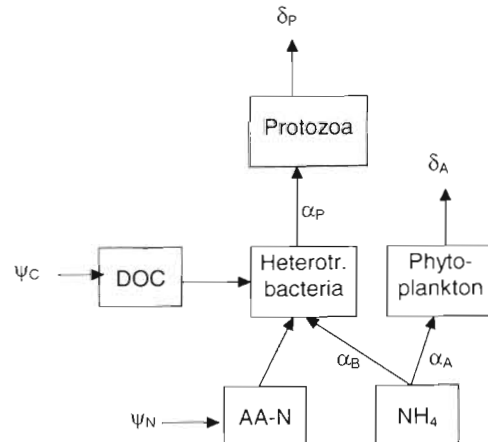 δP
Protozoa
δA
αP
ψC
DOC
Heterotr.
bacteria
Phyto-
plankton
αB
αA
ψN
AA-N
NH4